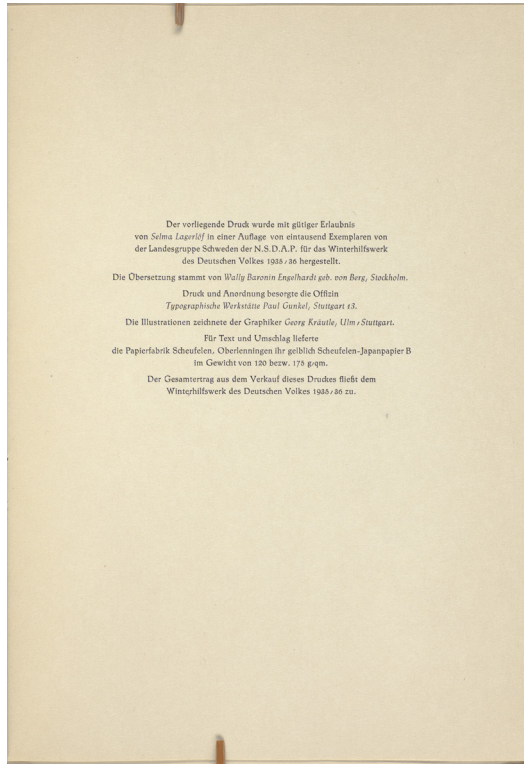 Der vorliegende Druck wurde mit gütiger Erlaubnis
von Selma Lagerlöf in einer Auflage von eintausend Exemplaren von
der Landesgruppe Schweden der N.S.D.A.P. für das Winterhilfswerk
des Deutschen Volkes 1935/36 hergestellt.
Die Übersetzung stammt von Wally Baronin Engelhardt geb. von Berg, Stockholm.
Druck und Anordnung besorgte die Offizin
Typographische Werkstätte Paul Gunkel, Stuttgart 13.
Die Illustrationen zeichnete der Graphiker Georg Kräutle, Ulm/Stuttgart.
Für Text und Umschlag lieferte
die Papierfabrik Scheufelen, Oberlenningen ihr gelblich Scheufelen-Japanpapier B
im Gewicht von 120 bezw. 175 g/qm.
Der Gesamtertrag aus dem Verkauf dieses Druckes fließt dem
Winterhilfswerk des Deutschen Volkes 1935/36 zu.